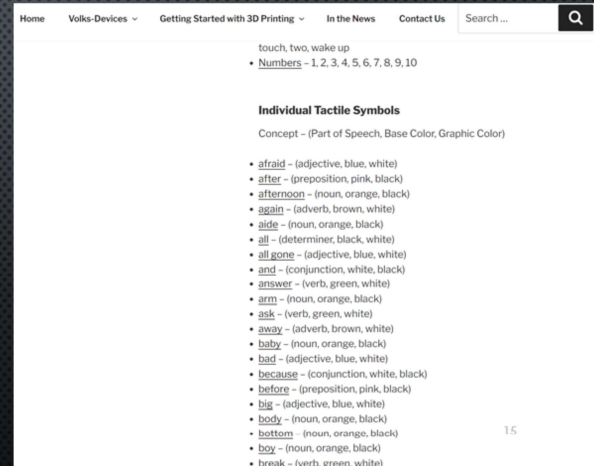 Home Volks-Devices Getting Started with 3D Printing In the News Contact Us Search ...
touch, two, wake up
• Numbers – 1, 2, 3, 4, 5, 6, 7, 8, 9, 10
Individual Tactile Symbols
Concept – (Part of Speech, Base Color, Graphic Color)
• afraid – (adjective, blue, white)
• after – (preposition, pink, black)
• afternoon – (noun, orange, black)
• again – (adverb, brown, white)
• aide – (noun, orange, black)
• all – (determiner, black, white)
• all gone – (adjective, blue, white)
• and – (conjunction, white, black)
• answer – (verb, green, white)
• arm – (noun, orange, black)
• ask – (verb, green, white)
• away – (adverb, brown, white)
• baby – (noun, orange, black)
• bad – (adjective, blue, white)
• because – (conjunction, white, black)
• before – (preposition, pink, black)
• big – (adjective, blue, white)
• body – (noun, orange, black)
• bottom – (noun, orange, black)
• boy – (noun, orange, black)
• break – (verb, green, white)
15